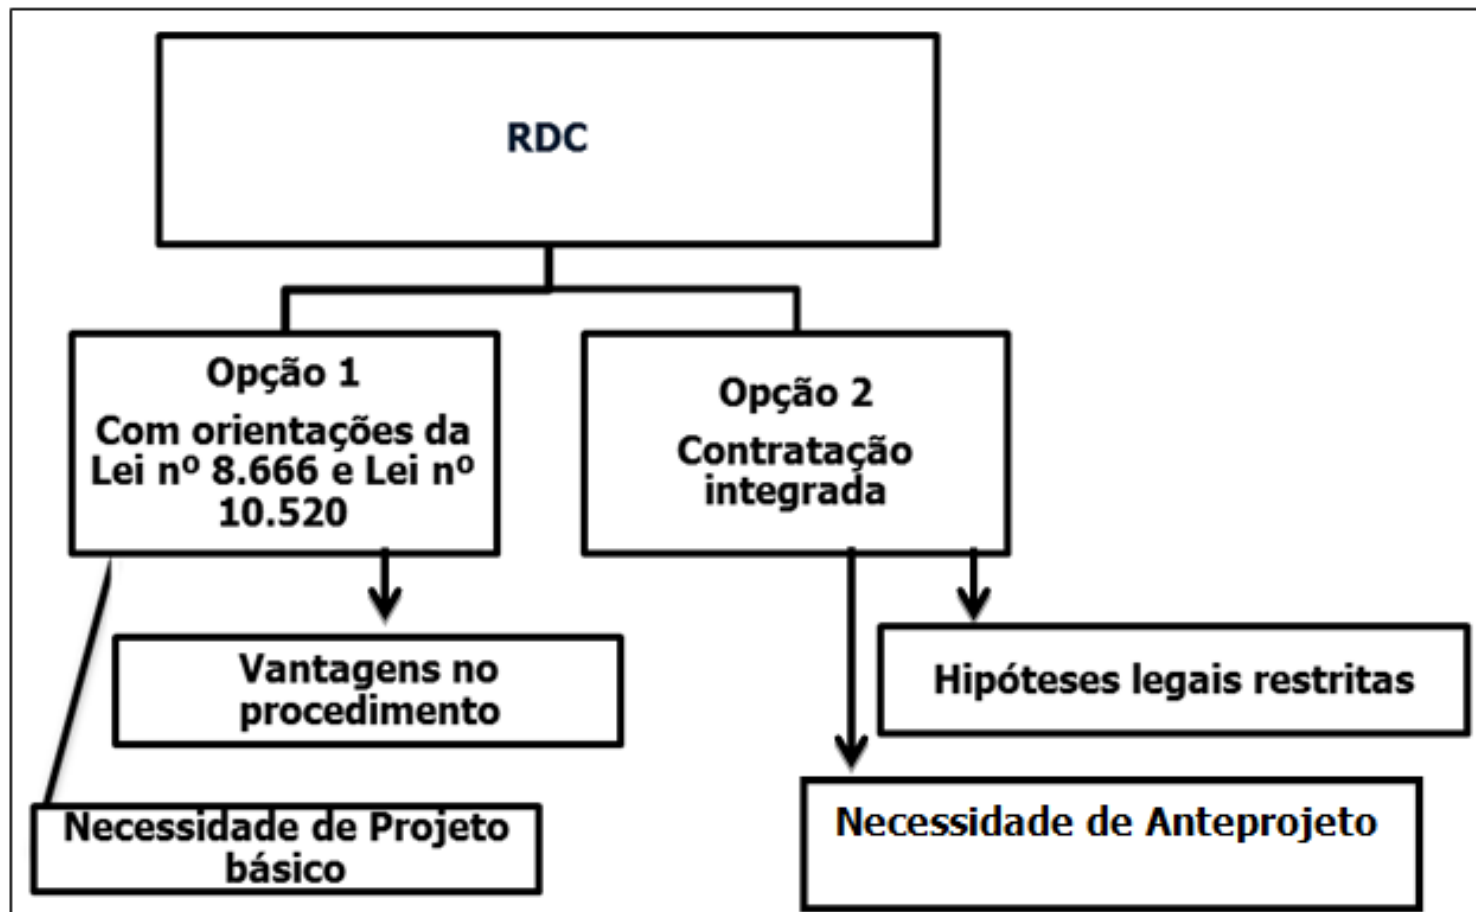 RDC
Opção 1
Com orientações da
Lei nº 8.666 e Lei nº
10.520
Opção 2
Contratação
integrada
Vantagens no
procedimento
Hipóteses legais restritas
Necessidade de Projeto
básico
Necessidade de Anteprojeto